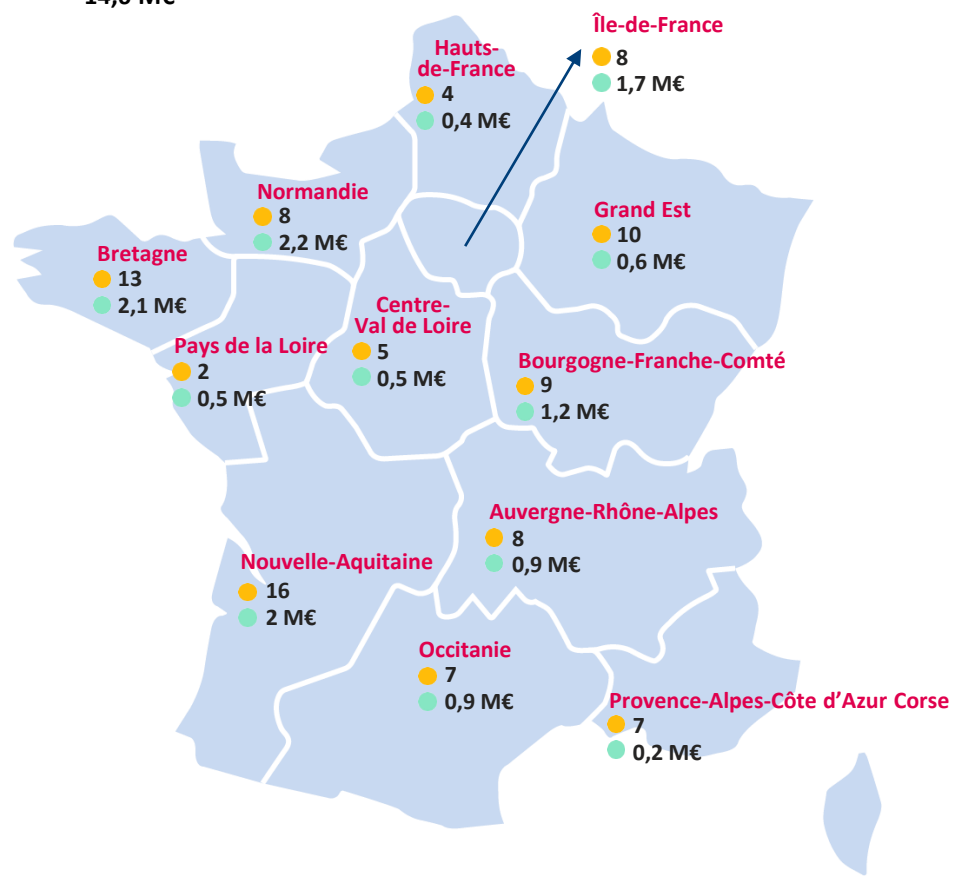 Île-de-France
8
1,7 M€
Hauts-
de-France
4
0,4 M€
Normandie
8
2,2 M€
Grand Est
10
0,6 M€
Bretagne
13
2,1 M€
Centre-
Val de Loire
5
0,5 M€
Pays de la Loire
2
0,5 M€
Bourgogne-Franche-Comté
9
1,2 M€
Auvergne-Rhône-Alpes
8
0,9 M€
Nouvelle-Aquitaine
16
2 M€
Occitanie
7
0,9 M€
Provence-Alpes-Côte d’Azur Corse
7
0,2 M€